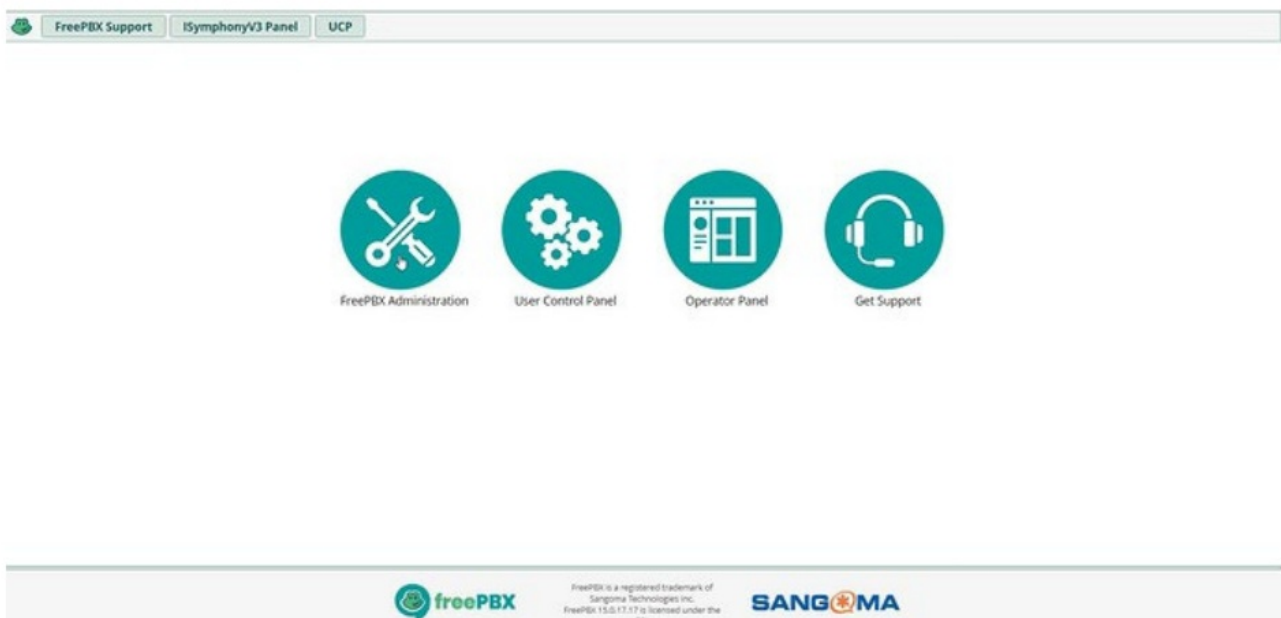 FreePBX Support ISymphonyV3 Panel UCP
FreePBX Administration User Control Panel Operator Panel Get Support
freePBX
FreePBX is a registered trademark of
Sangoma Technologies Inc.
FreePBX 15.0.17.17 is licensed under the
SANGOMA